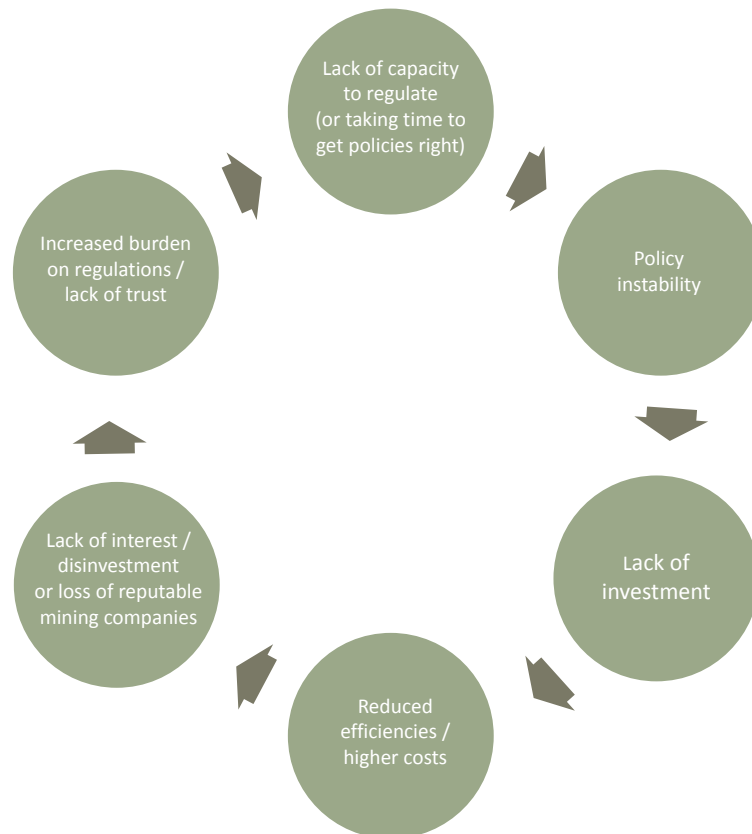 Lack of capacity
to regulate
(or taking time to
get policies right)
Policy
instability
Lack of
investment
Reduced
efficiencies /
higher costs
Lack of interest /
disinvestment
or loss of reputable
mining companies
Increased burden
on regulations /
lack of trust